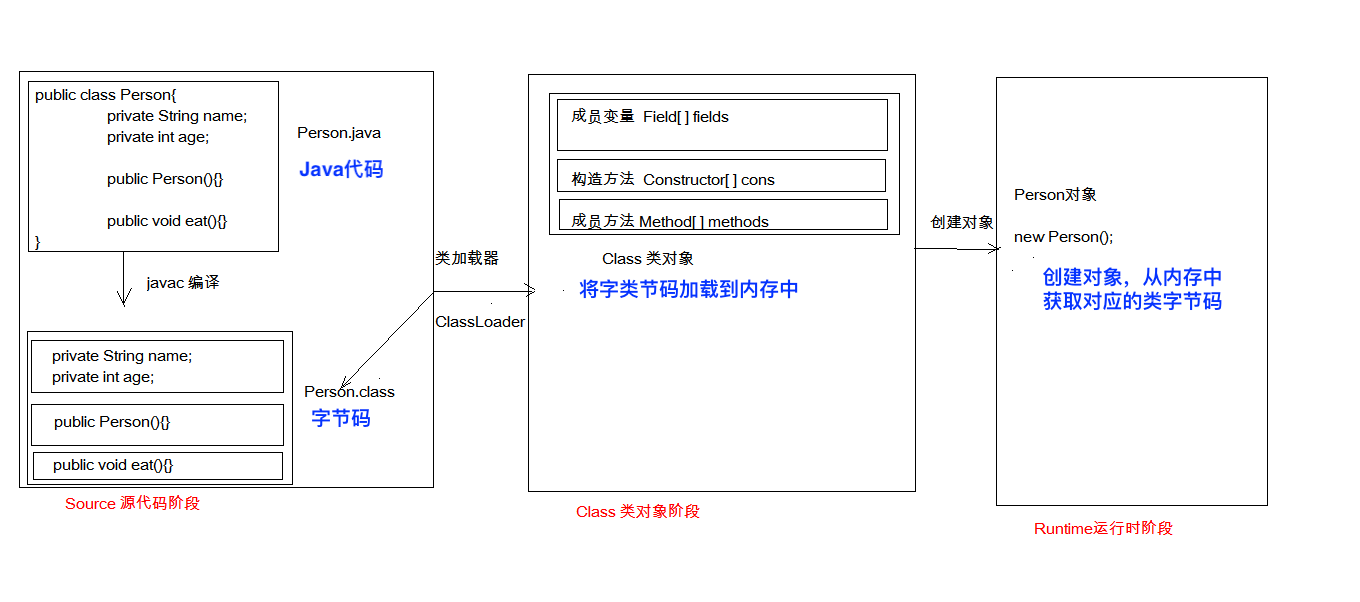 public class Person{
private String name;
private int age;
public Person(){}
public void eat(){}
}
Person.java
Java代码
javac 编译
private String name;
private int age;
public Person(){}
public void eat(){}
Person.class
字节码
Source 源代码阶段
类加载器
ClassLoader
成员变量 Field[ ] fields
构造方法 Constructor[ ] cons
成员方法 Method[ ] methods
Class 类对象
将字类节码加载到内存中
Class 类对象阶段
创建对象
Person对象
new Person();
创建对象，从内存中
获取对应的类字节码
Runtime运行时阶段